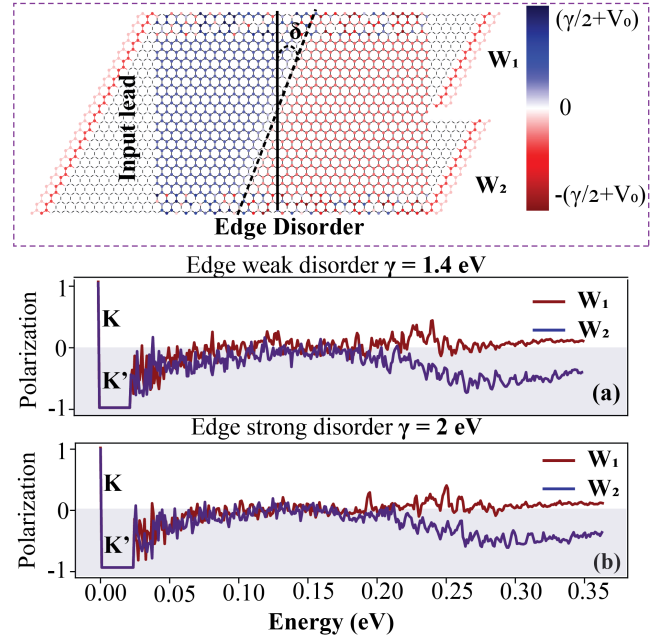 (γ/2+V₀)
δ
W₁
0
Input lead
W₂
-(γ/2+V₀)
Edge Disorder
Edge weak disorder γ = 1.4 eV
1
K
W₁
W₂
Polarization
0
K'
(a)
-1
Edge strong disorder γ = 2 eV
1
K
W₁
W₂
Polarization
0
K'
(b)
-1
0.00 0.05 0.10 0.15 0.20 0.25 0.30 0.35
Energy (eV)